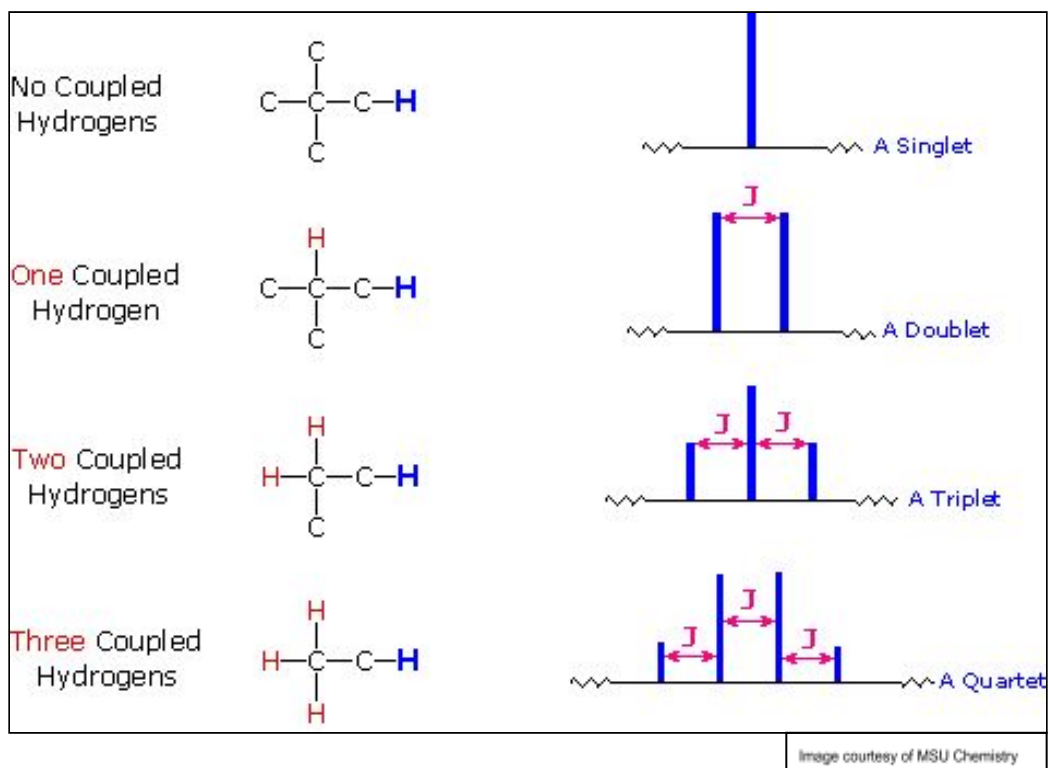 C
No Coupled
Hydrogens
C—C—C—H
C
A Singlet
J
H
One Coupled
Hydrogen
C—C—C—H
C
A Doublet
H
J J
Two Coupled
Hydrogens
H—C—C—H
C
A Triplet
H
J
Three Coupled
Hydrogens
J J
H—C—C—H
H
A Quartet
Image courtesy of MSU Chemistry